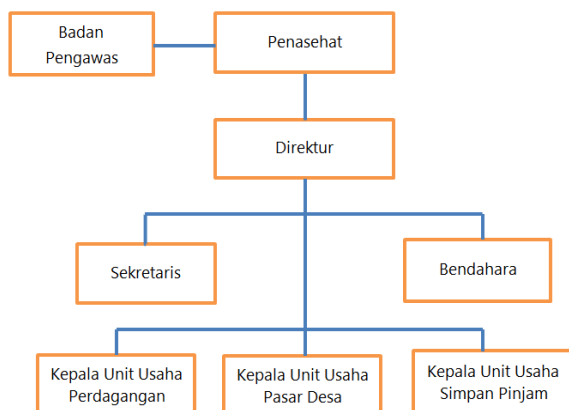 Badan
Pengawas
Penasehat
Direktur
Sekretaris
Bendahara
Kepala Unit Usaha
Perdagangan
Kepala Unit Usaha
Pasar Desa
Kepala Unit Usaha
Simpan Pinjam